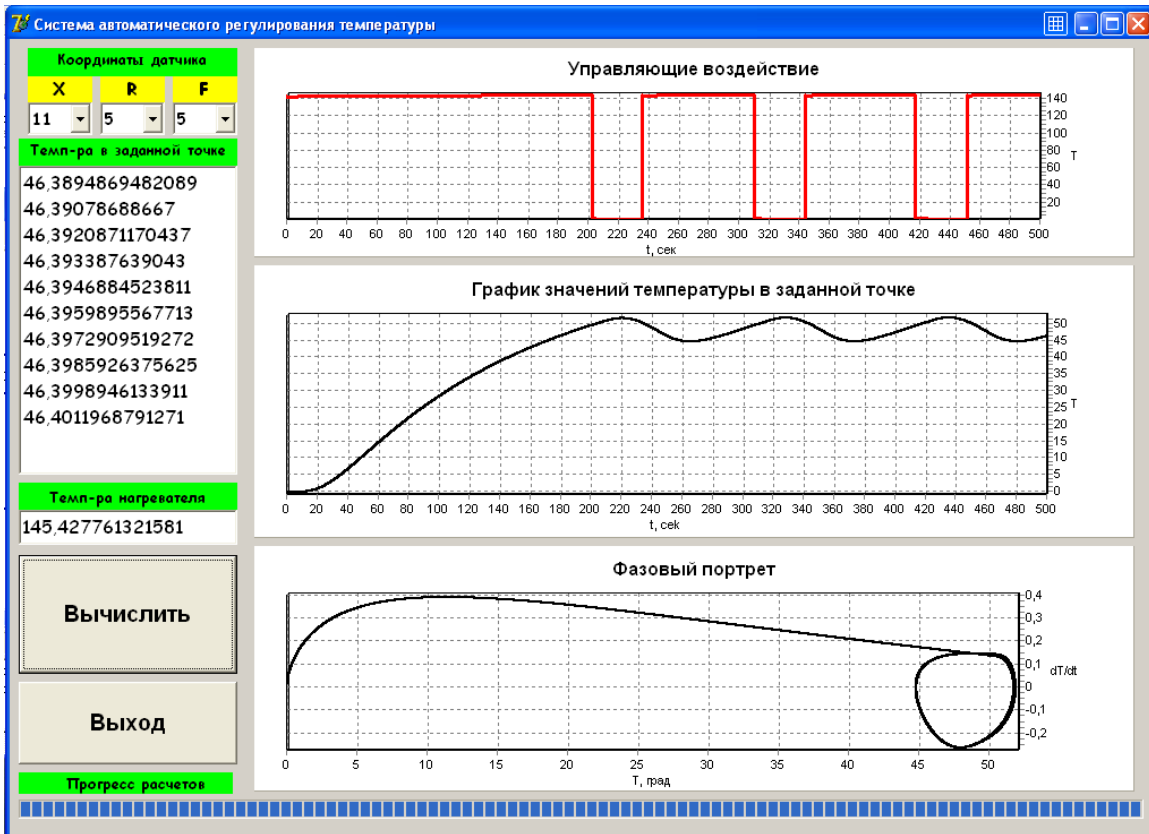 Система автоматического регулирования температуры
Координаты датчика
X R F
11 5 5
Темп-ра в заданной точке
46,3894869482089
46,39078688667
46,3920871170437
46,393387639043
46,3946884523811
46,3959895567713
46,3972909519272
46,3985926375625
46,3998946133911
46,4011968791271
Темп-ра нагревателя
145,427761321581
Вычислить
Выход
Прогресс расчетов
Управляющие воздействие
140
120
100
80
60
40
20
T
0 20 40 60 80 100 120 140 160 180 200 220 240 260 280 300 320 340 360 380 400 420 440 460 480 500
t, сек
График значений температуры в заданной точке
50
45
40
35
30
25
20
15
10
5
0
T
0 20 40 60 80 100 120 140 160 180 200 220 240 260 280 300 320 340 360 380 400 420 440 460 480 500
t, сек
Фазовый портрет
0,4
0,3
0,2
0,1
0
-0,1
-0,2
dT/dt
0 5 10 15 20 25 30 35 40 45 50
T, град